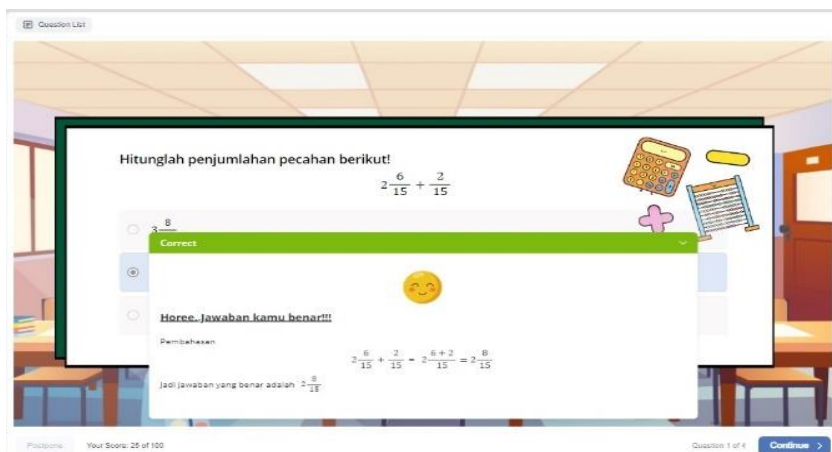 Question List
Hitunglah penjumlahan pecahan berikut!
2 6/15 + 2/15
3 8
Correct
Horee. Jawaban kamu benar!!!
Pembahasan
2 6/15 + 2/15 = 2 6 + 2/15 = 2 8/15
Jadi jawaban yang benar adalah 2 8/15
Postpone Your Score: 25 of 100 Question 1 of 4 Continue >